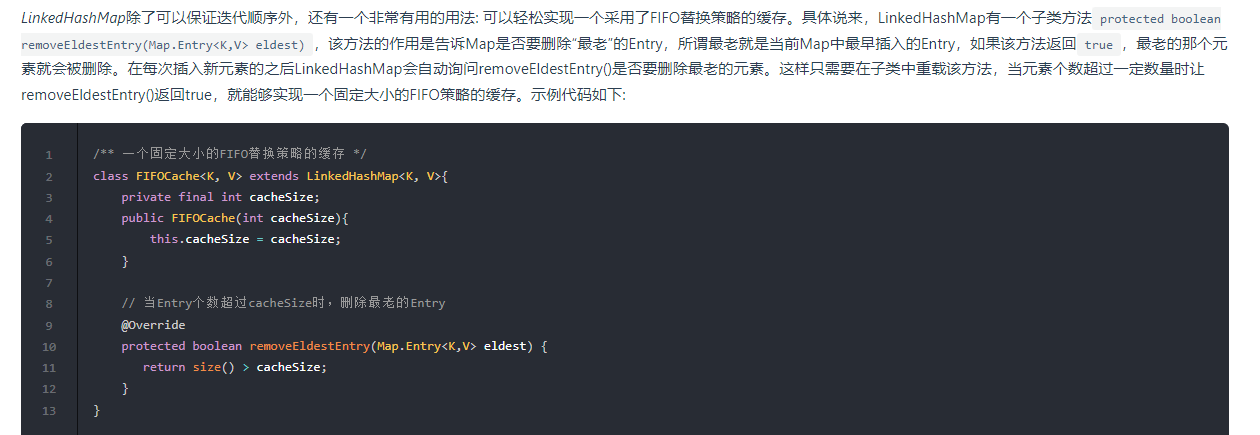 LinkedHashMap除了可以保证迭代顺序外，还有一个非常有用的用法: 可以轻松实现一个采用了FIFO替换策略的缓存。具体说来，LinkedHashMap有一个子类方法 protected boolean
removeEldestEntry(Map.Entry<K,V> eldest) ，该方法的作用是告诉Map是否要删除“最老”的Entry，所谓最老就是当前Map中最早插入的Entry，如果该方法返回 true ，最老的那个元
素就会被删除。在每次插入新元素的之后LinkedHashMap会自动询问removeEldestEntry()是否要删除最老的元素。这样只需要在子类中重载该方法，当元素个数超过一定数量时让
removeEldestEntry()返回true，就能够实现一个固定大小的FIFO策略的缓存。示例代码如下:
1 /** 一个固定大小的FIFO替换策略的缓存 */
2 class FIFOCache<K, V> extends LinkedHashMap<K, V>{
3     private final int cacheSize;
4     public FIFOCache(int cacheSize){
5         this.cacheSize = cacheSize;
6     }
7
8     // 当Entry个数超过cacheSize时，删除最老的Entry
9     @Override
10     protected boolean removeEldestEntry(Map.Entry<K,V> eldest) {
11        return size() > cacheSize;
12     }
13 }